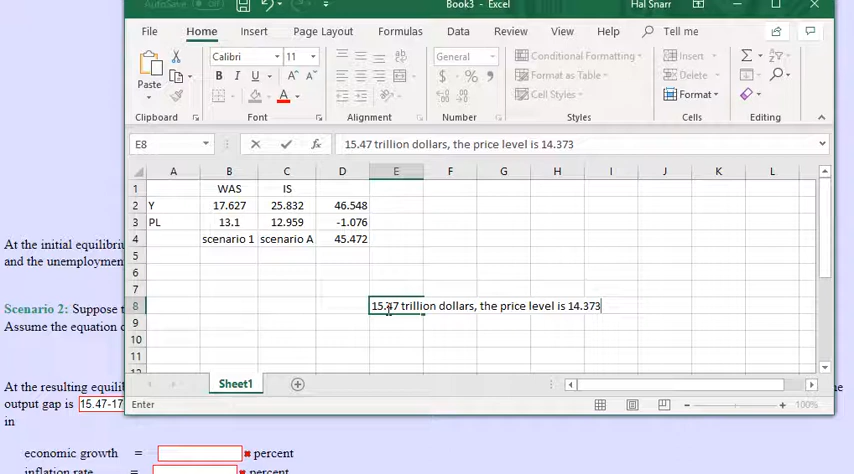 AutoSave Off Book3 - Excel Hal Snarr
File Home Insert Page Layout Formulas Data Review View Help Tell me
Paste Calibri 11 General Conditional Formatting Insert
B I U Format as Table Delete
Cell Styles Format
Clipboard Font Alignment Number Styles Cells Editing
E8 fx 15.47 trillion dollars, the price level is 14.373
A B C D E F G H I J K L
1 WAS IS
2 Y 17.627 25.832 46.548
3 PL 13.1 12.959 -1.076
4 scenario 1 scenario A 45.472
5
6
7
8 15.47 trillion dollars, the price level is 14.373
9
10
11
12
Sheet1
Enter 100%
At the initial equilibriu
and the unemploymen
Scenario 2: Suppose t
Assume the equation o
At the resulting equilib
output gap is 15.47-17
in
economic growth = percent
inflation rate = percent